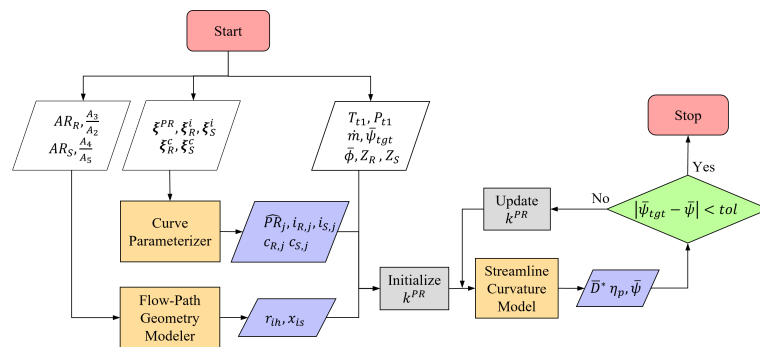 Start
AR_R, A_3/A_2
AR_S, A_4/A_5
ξ^PR, ξ_R^i, ξ_S^i
ξ_R^c, ξ_S^c
T_t1, P_t1
ṁ, ψ̄_tgt
ϕ̄, Z_R, Z_S
Stop
Yes
No
|ψ̄_tgt − ψ̄| < tol
Update
k^PR
Curve
Parameterizer
P̂R_j, i_R,j, i_S,j
c_R,j c_S,j
Initialize
k^PR
Streamline
Curvature
Model
D̄* η_p, ψ̄
Flow-Path
Geometry
Modeler
r_ih, x_is